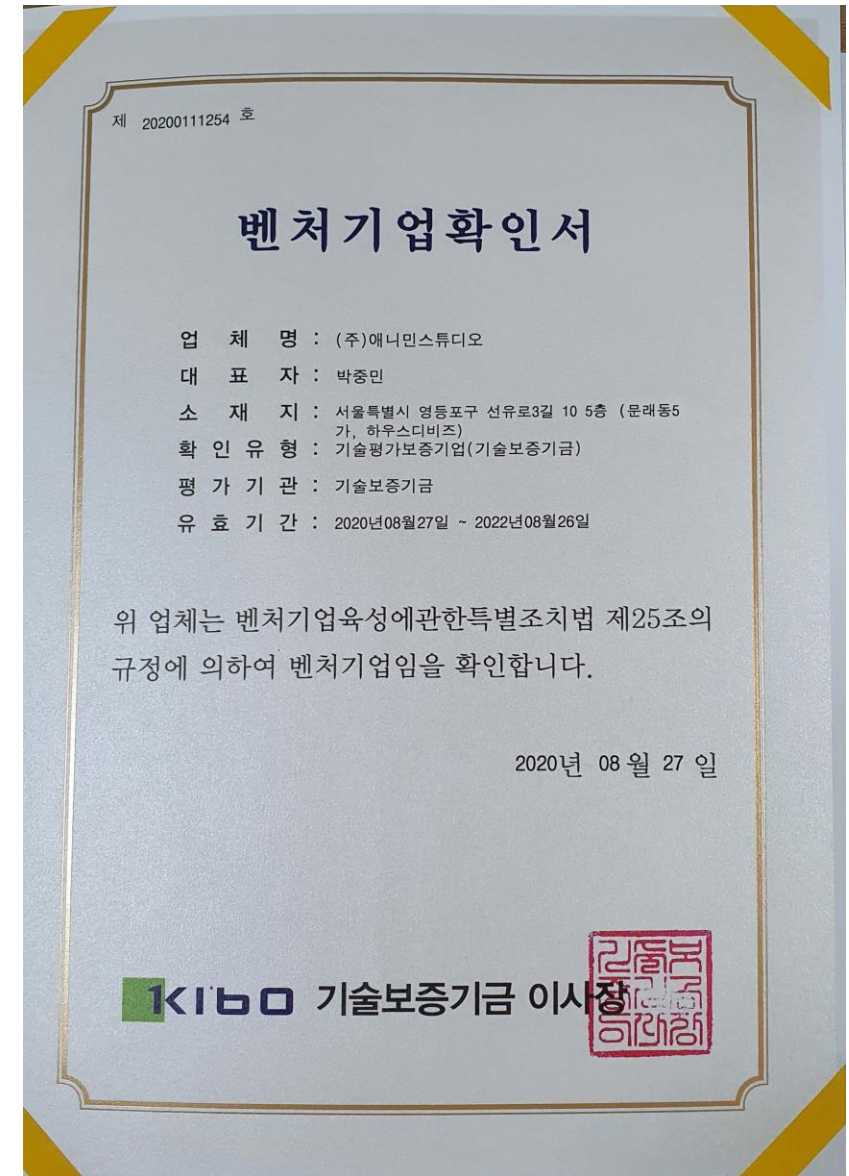 제 20200111254 호
벤처기업확인서
업 체 명 : (주)애니민스튜디오
대 표 자 : 박중민
소 재 지 : 서울특별시 영등포구 선유로3길 10 5층 (문래동5
가, 하우스디비즈)
확 인 유 형 : 기술평가보증기업(기술보증기금)
평 가 기 관 : 기술보증기금
유 효 기 간 : 2020년08월27일 ~ 2022년08월26일
위 업체는 벤처기업육성에관한특별조치법 제25조의
규정에 의하여 벤처기업임을 확인합니다.
2020년 08월 27일
KIBO 기술보증기금 이사장